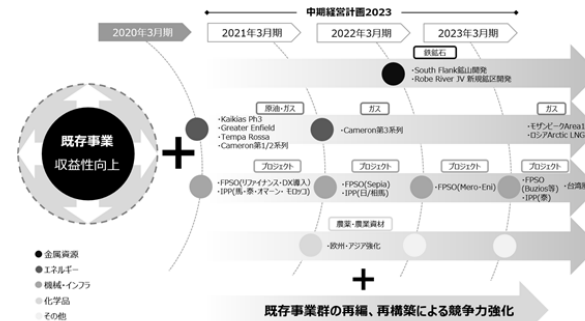 中期経営計画2023
2020年3月期
2021年3月期
2022年3月期
2023年3月期
鉄鉱石
・South Flank鉱山開発
・Robe River JV 新規鉱区開発
原油・ガス
ガス
ガス
・Kaikias Ph3
・Greater Enfield
・Tempa Rossa
・Cameron第1/2系列
・Cameron第3系列
・モザンビークArea1
・ロシアArctic LNG
既存事業
収益性向上
プロジェクト
プロジェクト
プロジェクト
プロジェクト
・FPSO(リファイナンス・DX導入)
・IPP(馬・泰・オマーン・モロッコ)
・FPSO(Sepia)
・IPP(日/相馬)
・FPSO(Mero・Eni)
・FPSO
(Buzios等)
・IPP(泰)
・台湾
農薬・農業資材
・欧州・アジア強化
金属資源
エネルギー
機械・インフラ
化学品
その他
既存事業群の再編、再構築による競争力強化